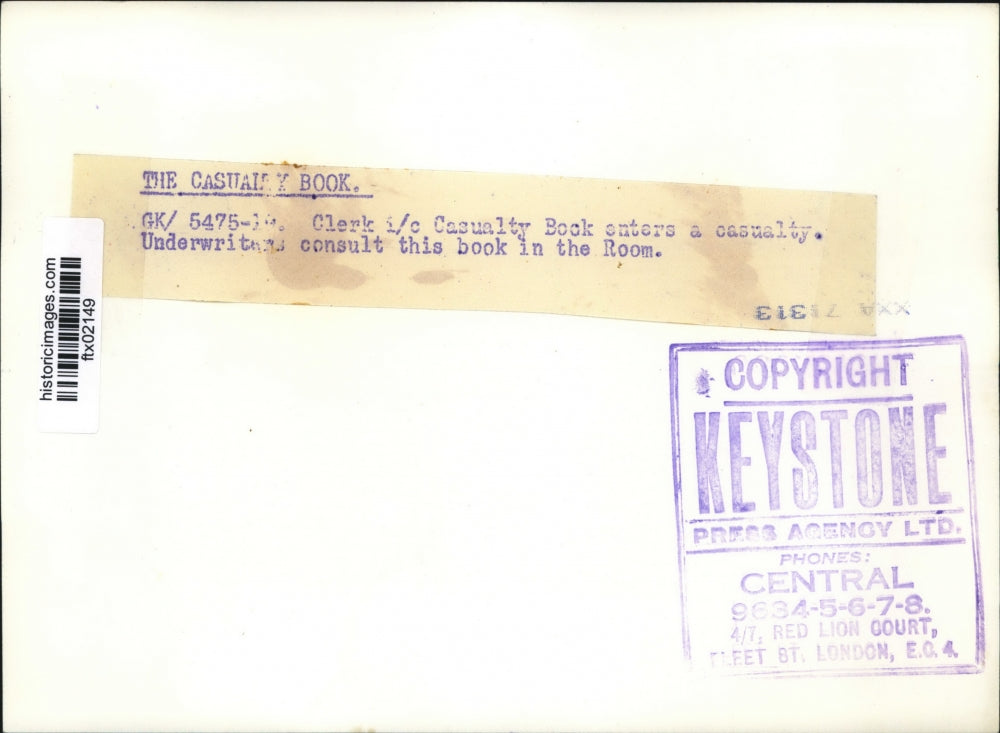 THE CASUALTY BOOK.
GK/ 5475- Clerk i/c Casualty Book enters a casualty.
Underwriters consult this book in the Room.
historicimages.com
ftx02149
71313
COPYRIGHT
KEYSTONE
PRESS AGENCY LTD.
PHONES:
CENTRAL
9634-5-6-7-8.
4/7, RED LION COURT,
FLEET ST. LONDON, E.C.4.